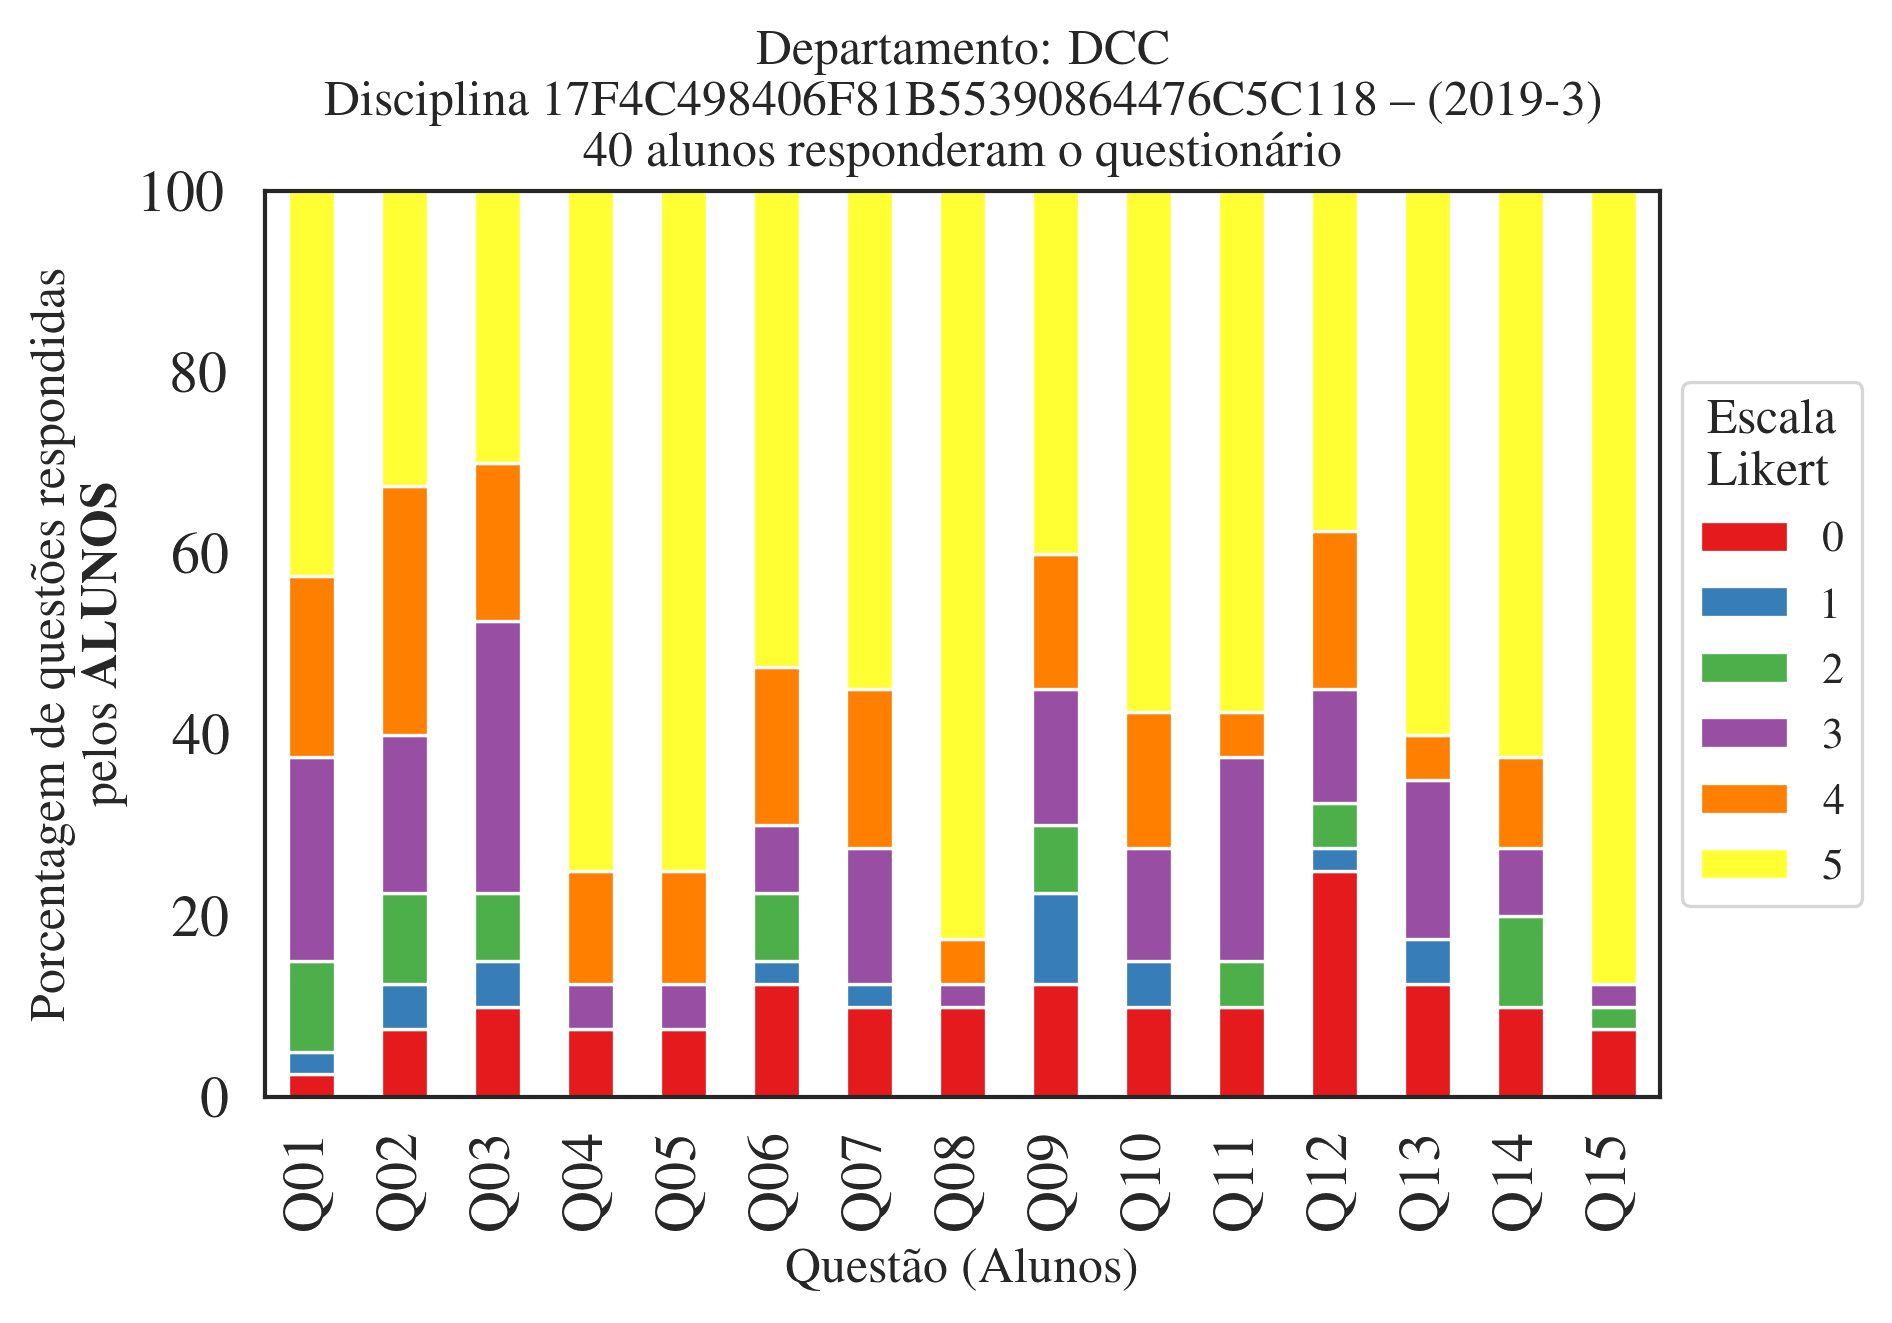 Departamento: DCC
Disciplina 17F4C498406F81B55390864476C5C118 – (2019-3)
40 alunos responderam o questionário
Porcentagem de questões respondidas
pelos ALUNOS
100
80
60
40
20
0
Q01
Q02
Q03
Q04
Q05
Q06
Q07
Q08
Q09
Q10
Q11
Q12
Q13
Q14
Q15
Questão (Alunos)
Escala
Likert
0
1
2
3
4
5